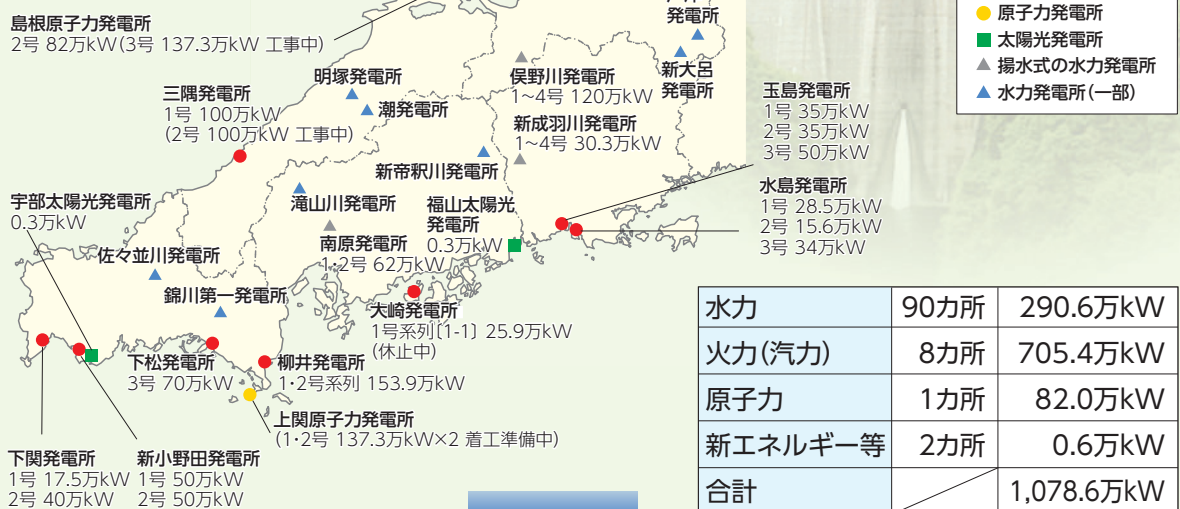 島根原子力発電所
2号 82万kW(3号 137.3万kW 工事中)
発電所
新大呂
発電所
俣野川発電所
1~4号 120万kW
明塚発電所
潮発電所
三隅発電所
1号 100万kW
(2号 100万kW 工事中)
新成羽川発電所
1~4号 30.3万kW
新帝釈川発電所
宇部太陽光発電所
0.3万kW
滝山川発電所
福山太陽光
発電所
0.3万kW
南原発電所
1・2号 62万kW
佐々並川発電所
錦川第一発電所
大崎発電所
1号系列〔1-1〕 25.9万kW
(休止中)
下松発電所
3号 70万kW
柳井発電所
1・2号系列 153.9万kW
上関原子力発電所
(1・2号 137.3万kW×2 着工準備中)
下関発電所
1号 17.5万kW
2号 40万kW
新小野田発電所
1号 50万kW
2号 50万kW
原子力発電所
太陽光発電所
揚水式の水力発電所
水力発電所(一部)
玉島発電所
1号 35万kW
2号 35万kW
3号 50万kW
水島発電所
1号 28.5万kW
2号 15.6万kW
3号 34万kW
水力 90カ所 290.6万kW
火力(汽力) 8カ所 705.4万kW
原子力 1カ所 82.0万kW
新エネルギー等 2カ所 0.6万kW
合計 1,078.6万kW